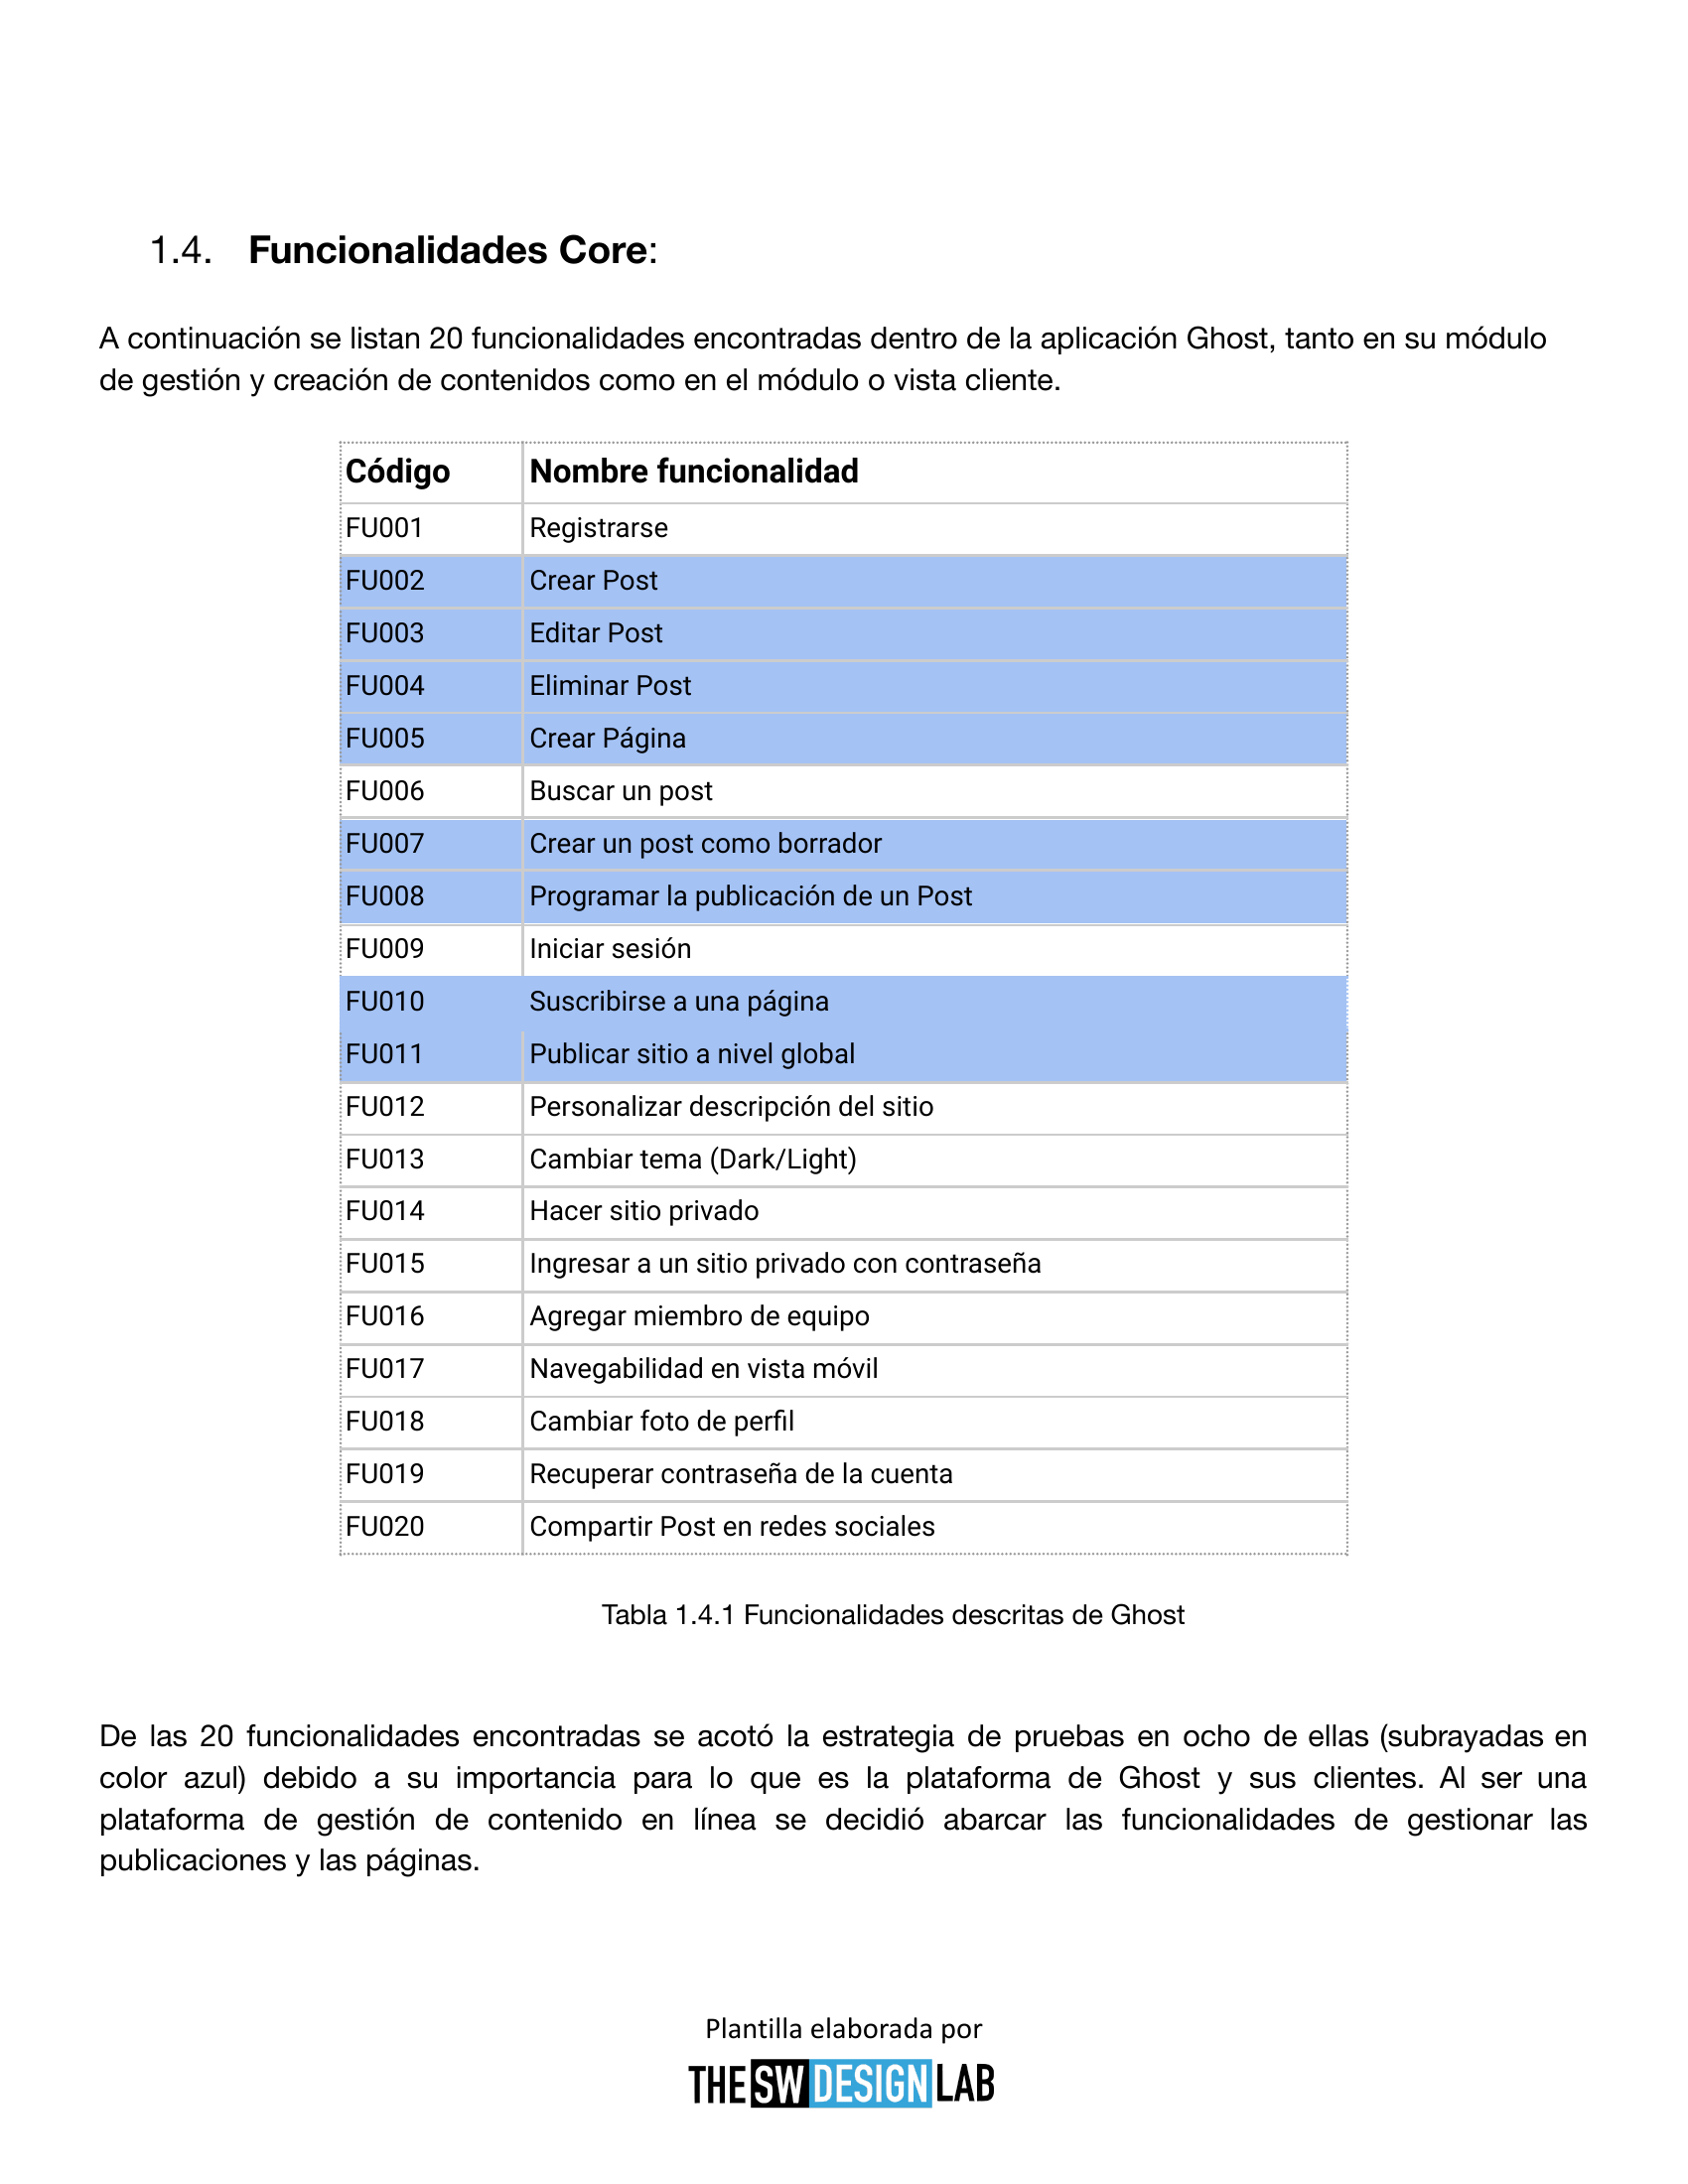 1.4. Funcionalidades Core:
A continuación se listan 20 funcionalidades encontradas dentro de la aplicación Ghost, tanto en su módulo
de gestión y creación de contenidos como en el módulo o vista cliente.
Código Nombre funcionalidad
FU001 Registrarse
FU002 Crear Post
FU003 Editar Post
FU004 Eliminar Post
FU005 Crear Página
FU006 Buscar un post
FU007 Crear un post como borrador
FU008 Programar la publicación de un Post
FU009 Iniciar sesión
FU010 Suscribirse a una página
FU011 Publicar sitio a nivel global
FU012 Personalizar descripción del sitio
FU013 Cambiar tema (Dark/Light)
FU014 Hacer sitio privado
FU015 Ingresar a un sitio privado con contraseña
FU016 Agregar miembro de equipo
FU017 Navegabilidad en vista móvil
FU018 Cambiar foto de perfil
FU019 Recuperar contraseña de la cuenta
FU020 Compartir Post en redes sociales
Tabla 1.4.1 Funcionalidades descritas de Ghost
De las 20 funcionalidades encontradas se acotó la estrategia de pruebas en ocho de ellas (subrayadas en
color azul) debido a su importancia para lo que es la plataforma de Ghost y sus clientes. Al ser una
plataforma de gestión de contenido en línea se decidió abarcar las funcionalidades de gestionar las
publicaciones y las páginas.
Plantilla elaborada por
THE SW DESIGN LAB